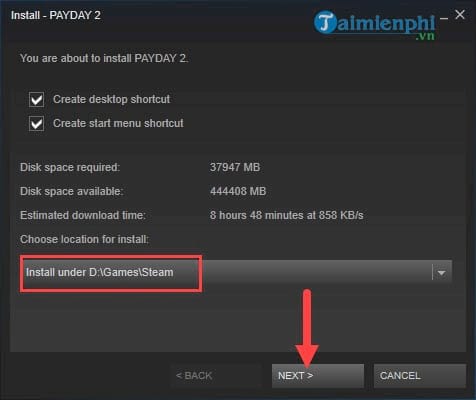 Install - PAYDAY 2
Taimienphi
.vn
You are about to install PAYDAY 2.
Create desktop shortcut
Create start menu shortcut
Disk space required: 37947 MB
Disk space available: 444408 MB
Estimated download time: 8 hours 48 minutes at 858 KB/s
Choose location for install:
Install under D:\Games\Steam
< BACK NEXT > CANCEL